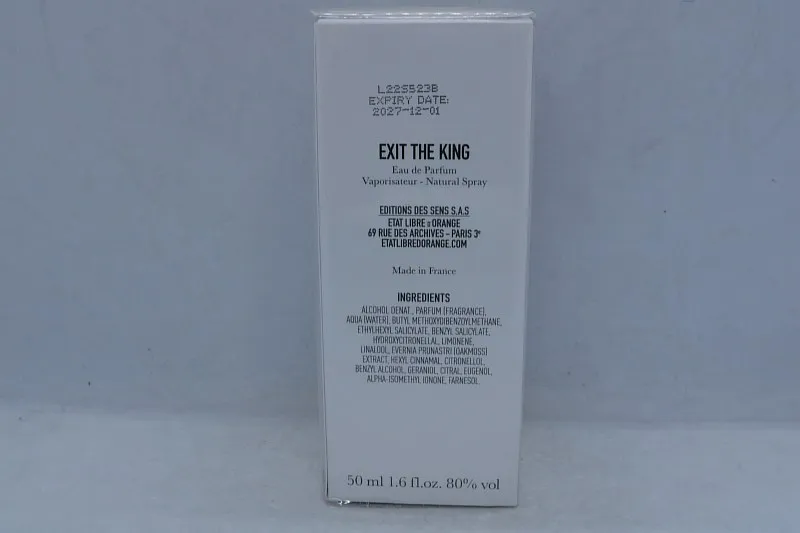 L22S523B
EXPIRY DATE:
2027-12-01
EXIT THE KING
Eau de Parfum
Vaporisateur - Natural Spray
EDITIONS DES SENS S.A.S
ETAT LIBRE D'ORANGE
69 RUE DES ARCHIVES – PARIS 3e
ETATLIBREDORANGE.COM
Made in France
INGREDIENTS
ALCOHOL DENAT., PARFUM (FRAGRANCE),
AQUA (WATER), BUTYL METHOXYDIBENZOYLMETHANE,
ETHYLHEXYL SALICYLATE, BENZYL SALICYLATE,
HYDROXYCITRONELLAL, LIMONENE,
LINALOOL, EVERNIA PRUNASTRI (OAKMOSS)
EXTRACT, HEXYL CINNAMAL, CITRONELLOL,
BENZYL ALCOHOL, GERANIOL, CITRAL, EUGENOL,
ALPHA-ISOMETHYL IONONE, FARNESOL.
50 ml 1.6 fl.oz. 80% vol